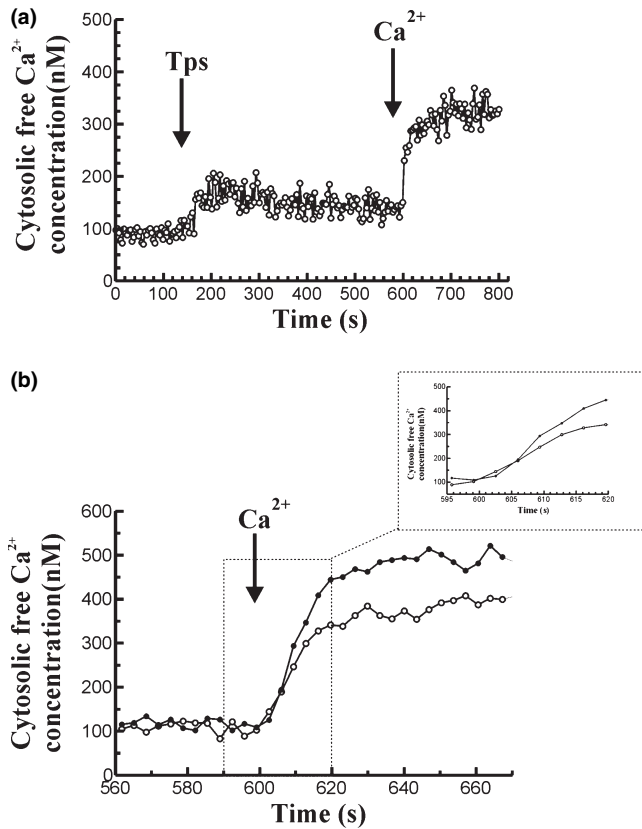 (a)
500
400
300
200
100
0
Cytosolic free Ca²⁺
concentration(nM)
Tps
Ca²⁺
0 100 200 300 400 500 600 700 800
Time (s)
(b)
500
400
300
200
100
Cytosolic free Ca²⁺
concentration(nM)
595 600 605 610 615 620
Time (s)
600
500
400
300
200
100
0
Cytosolic free Ca²⁺
concentration(nM)
Ca²⁺
560 580 600 620 640 660
Time (s)